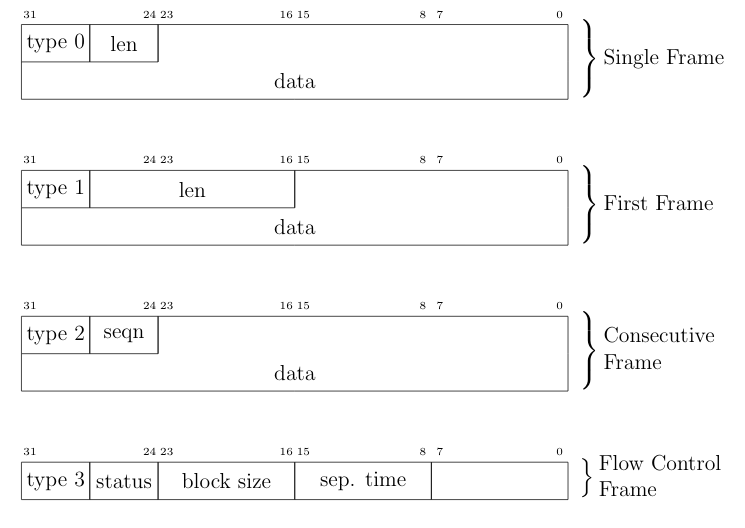 31 24 23 16 15 8 7 0
type 0 len
data
Single Frame
31 24 23 16 15 8 7 0
type 1 len
data
First Frame
31 24 23 16 15 8 7 0
type 2 seqn
data
Consecutive
Frame
31 24 23 16 15 8 7 0
type 3 status block size sep. time
Flow Control
Frame